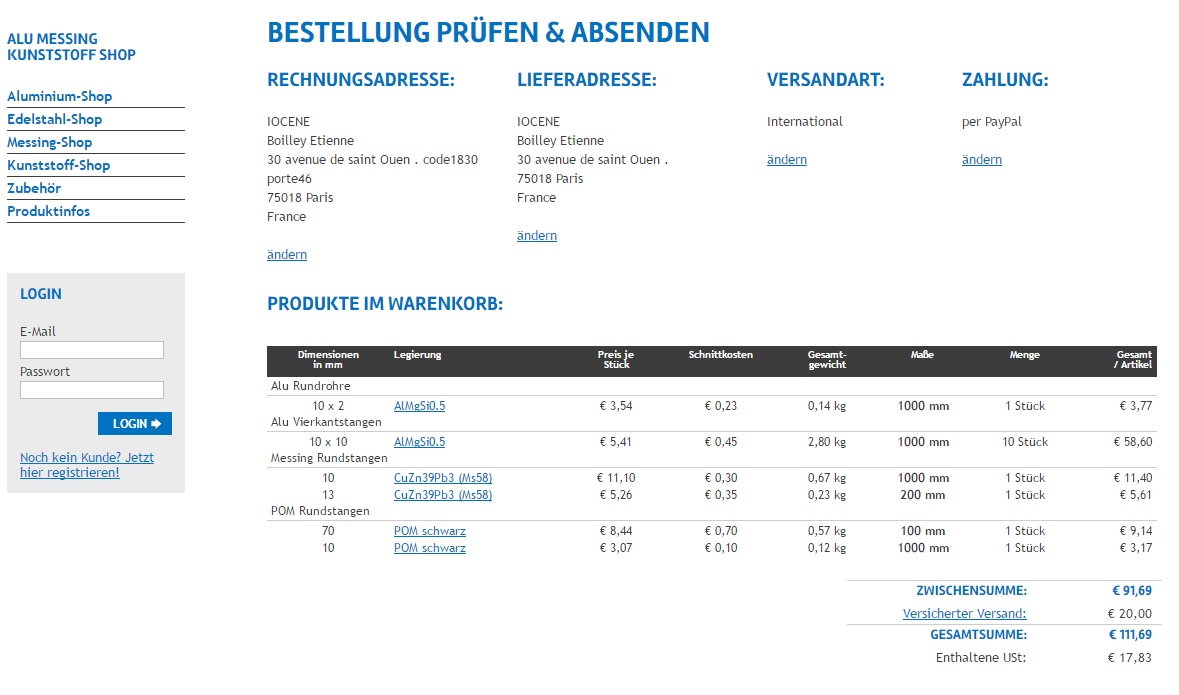 ALU MESSING
KUNSTSTOFF SHOP
Aluminium-Shop
Edelstahl-Shop
Messing-Shop
Kunststoff-Shop
Zubehör
Produktinfos
LOGIN
E-Mail
Passwort
LOGIN
Noch kein Kunde? Jetzt
hier registrieren!
BESTELLUNG PRÜFEN & ABSENDEN
RECHNUNGSADRESSE:
IOCENE
Boilley Etienne
30 avenue de saint Ouen . code1830
porte46
75018 Paris
France
ändern
LIEFERADRESSE:
IOCENE
Boilley Etienne
30 avenue de saint Ouen .
75018 Paris
France
ändern
VERSANDART:
International
ändern
ZAHLUNG:
per PayPal
ändern
PRODUKTE IM WARENKORB:
Dimensionen in mm Legierung Preis je Stück Schnittkosten Gesamt-gewicht Maße Menge Gesamt / Artikel
Alu Rundrohre
10 x 2 AlMgSi0.5 € 3,54 € 0,23 0,14 kg 1000 mm 1 Stück € 3,77
Alu Vierkantstangen
10 x 10 AlMgSi0.5 € 5,41 € 0,45 2,80 kg 1000 mm 10 Stück € 58,60
Messing Rundstangen
10 CuZn39Pb3 (Ms58) € 11,10 € 0,30 0,67 kg 1000 mm 1 Stück € 11,40
13 CuZn39Pb3 (Ms58) € 5,26 € 0,35 0,23 kg 200 mm 1 Stück € 5,61
POM Rundstangen
70 POM schwarz € 8,44 € 0,70 0,57 kg 100 mm 1 Stück € 9,14
10 POM schwarz € 3,07 € 0,10 0,12 kg 1000 mm 1 Stück € 3,17
ZWISCHENSUMME: € 91,69
Versicherter Versand: € 20,00
GESAMTSUMME: € 111,69
Enthaltene USt: € 17,83